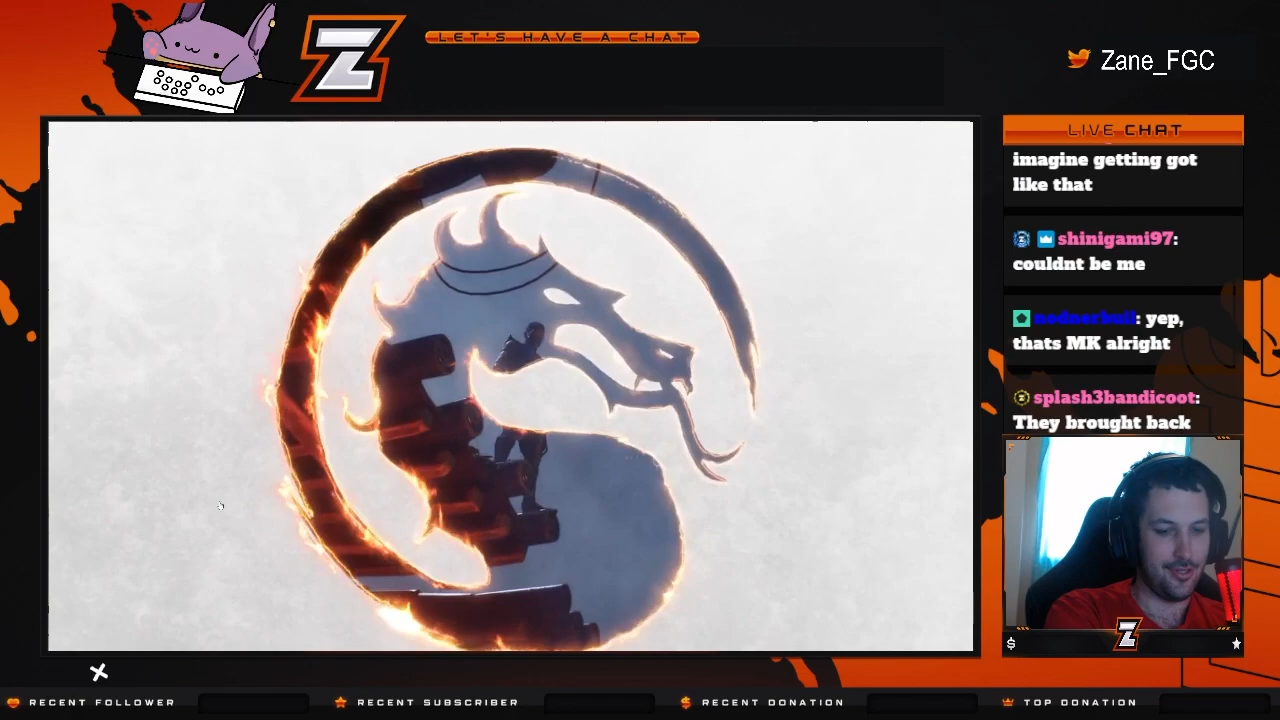 Z
LET'S HAVE A CHAT
Zane_FGC
LIVE CHAT
imagine getting got
like that
shinigami97:
couldnt be me
nednerbull: yep,
thats MK alright
splash3bandicoot:
They brought back
$
Z
RECENT FOLLOWER
RECENT SUBSCRIBER
RECENT DONATION
TOP DONATION